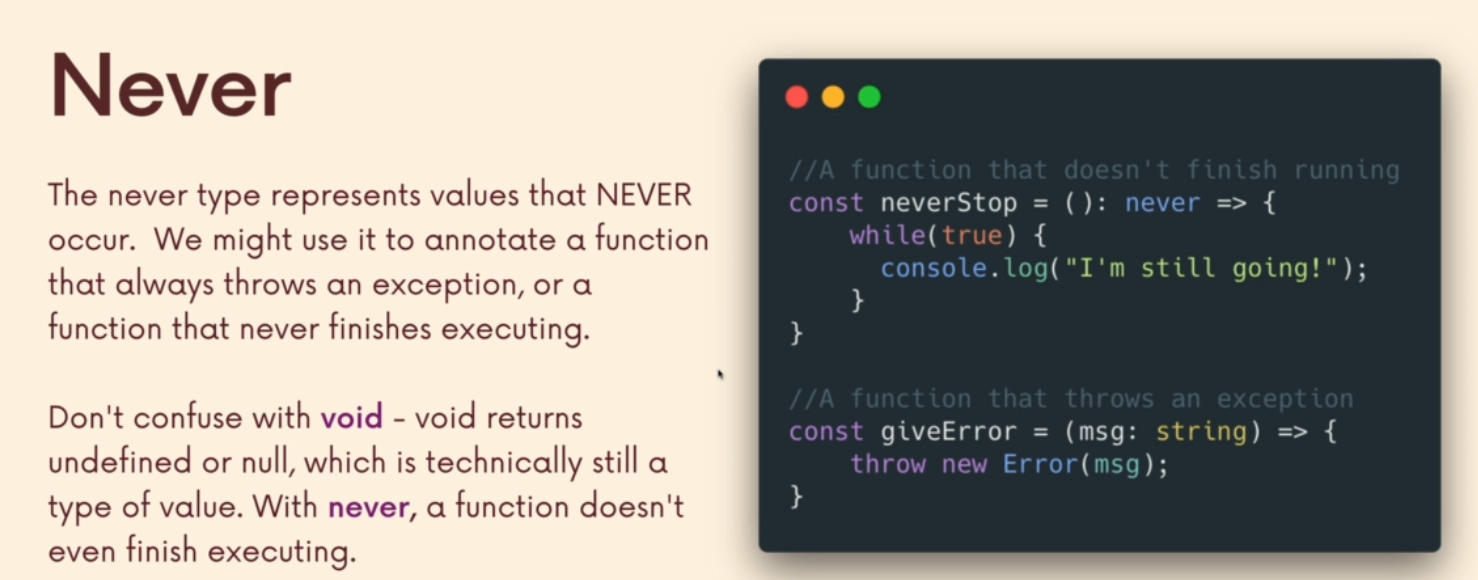 Never
The never type represents values that NEVER
occur.  We might use it to annotate a function
that always throws an exception, or a
function that never finishes executing.
Don't confuse with void - void returns
undefined or null, which is technically still a
type of value. With never, a function doesn't
even finish executing.
//A function that doesn't finish running
const neverStop = (): never => {
    while(true) {
      console.log("I'm still going!");
    }
}
//A function that throws an exception
const giveError = (msg: string) => {
    throw new Error(msg);
}